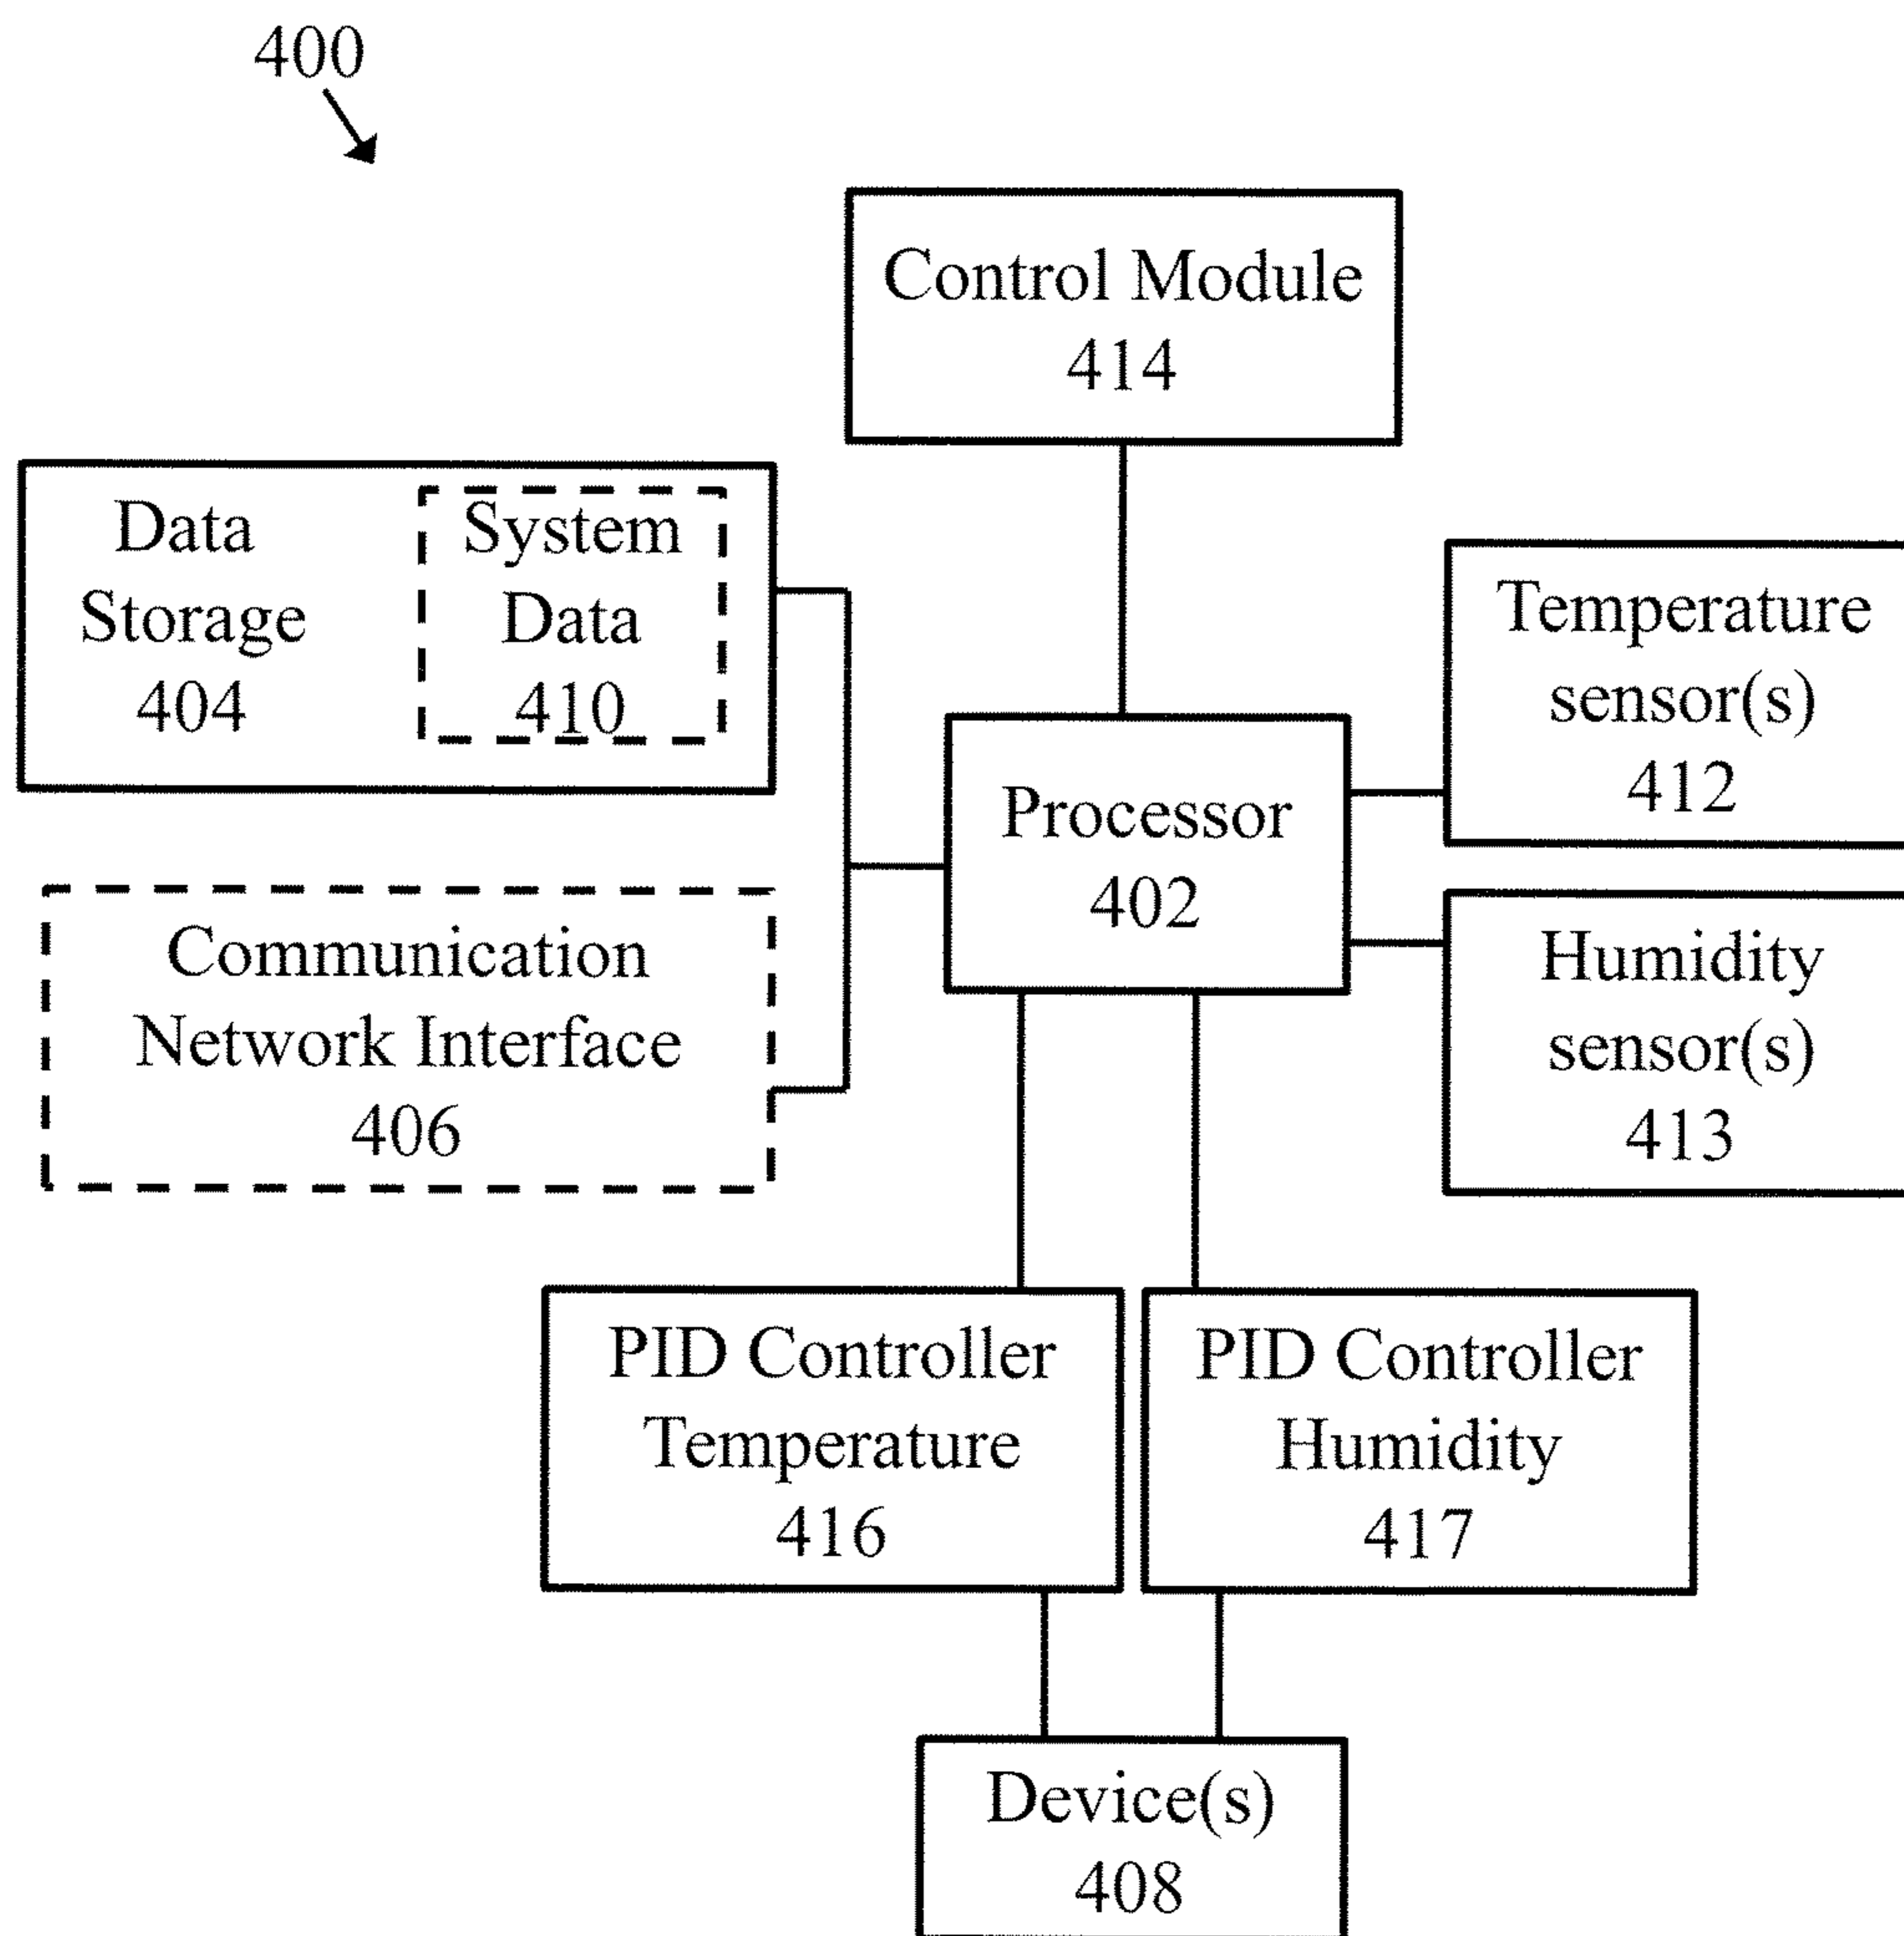 400
Control Module
414
Data
Storage
404
System
Data
410
Temperature
sensor(s)
412
Processor
402
Communication
Network Interface
406
Humidity
sensor(s)
413
PID Controller
Temperature
416
PID Controller
Humidity
417
Device(s)
408